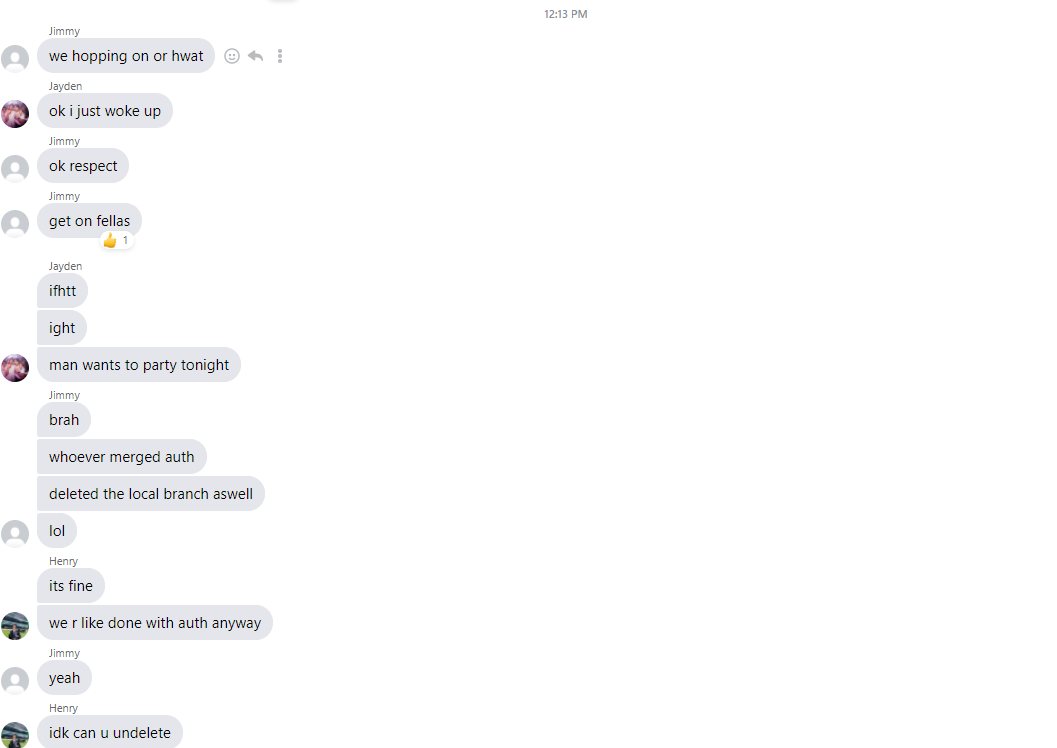 12:13 PM
Jimmy
we hopping on or hwat
Jayden
ok i just woke up
Jimmy
ok respect
Jimmy
get on fellas
1
Jayden
ifhtt
ight
man wants to party tonight
Jimmy
brah
whoever merged auth
deleted the local branch aswell
lol
Henry
its fine
we r like done with auth anyway
Jimmy
yeah
Henry
idk can u undelete